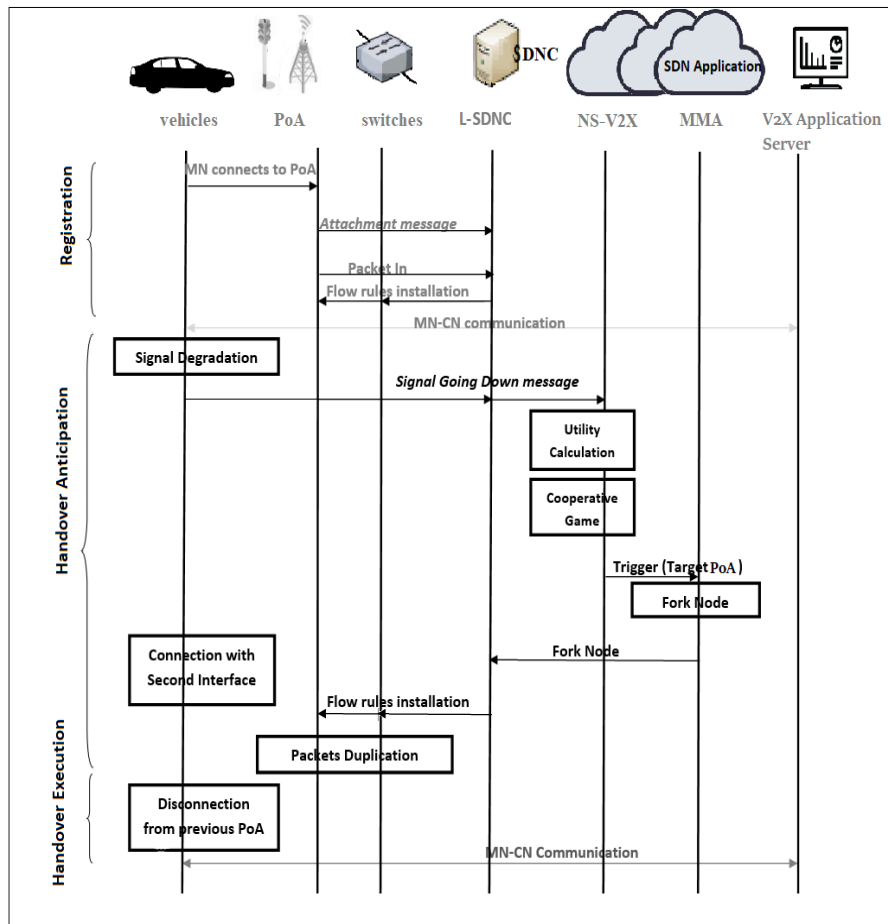 SDNC
SDN Application
vehicles
PoA
switches
L-SDNC
NS-V2X
MMA
V2X Application
Server
Registration
MN connects to PoA
Attachment message
Packet In
Flow rules installation
MN-CN communication
Handover Anticipation
Signal Degradation
Signal Going Down message
Utility
Calculation
Cooperative
Game
Trigger (Target PoA)
Fork Node
Connection with
Second Interface
Fork Node
Flow rules installation
Packets Duplication
Handover Execution
Disconnection
from previous PoA
MN-CN Communication